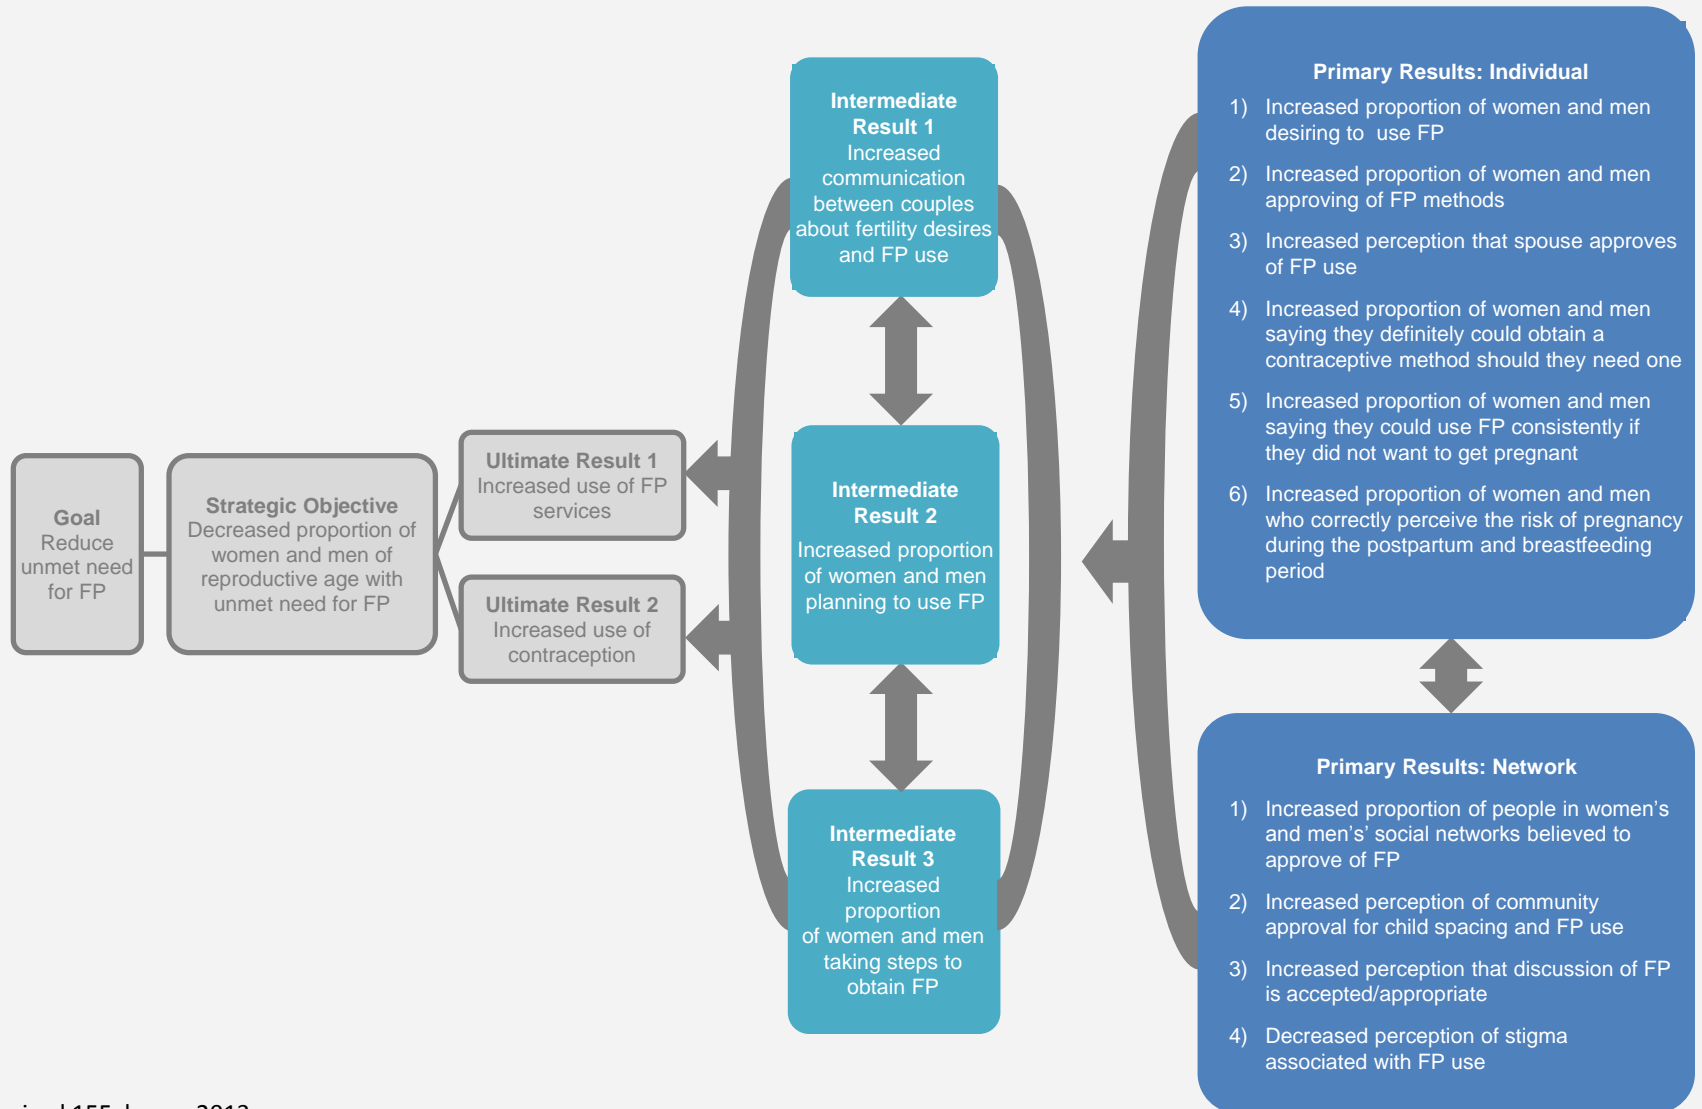 Goal
Reduce
unmet need
for FP
Strategic Objective
Decreased proportion of
women and men of
reproductive age with
unmet need for FP
Ultimate Result 1
Increased use of FP
services
Ultimate Result 2
Increased use of
contraception
Intermediate
Result 1
Increased
communication
between couples
about fertility desires
and FP use
Intermediate
Result 2
Increased proportion
of women and men
planning to use FP
Intermediate
Result 3
Increased
proportion
of women and men
taking steps to
obtain FP
Primary Results: Individual
1) Increased proportion of women and men
desiring to use FP
2) Increased proportion of women and men
approving of FP methods
3) Increased perception that spouse approves
of FP use
4) Increased proportion of women and men
saying they definitely could obtain a
contraceptive method should they need one
5) Increased proportion of women and men
saying they could use FP consistently if
they did not want to get pregnant
6) Increased proportion of women and men
who correctly perceive the risk of pregnancy
during the postpartum and breastfeeding
period
Primary Results: Network
1) Increased proportion of people in women’s
and men’s’ social networks believed to
approve of FP
2) Increased perception of community
approval for child spacing and FP use
3) Increased perception that discussion of FP
is accepted/appropriate
4) Decreased perception of stigma
associated with FP use